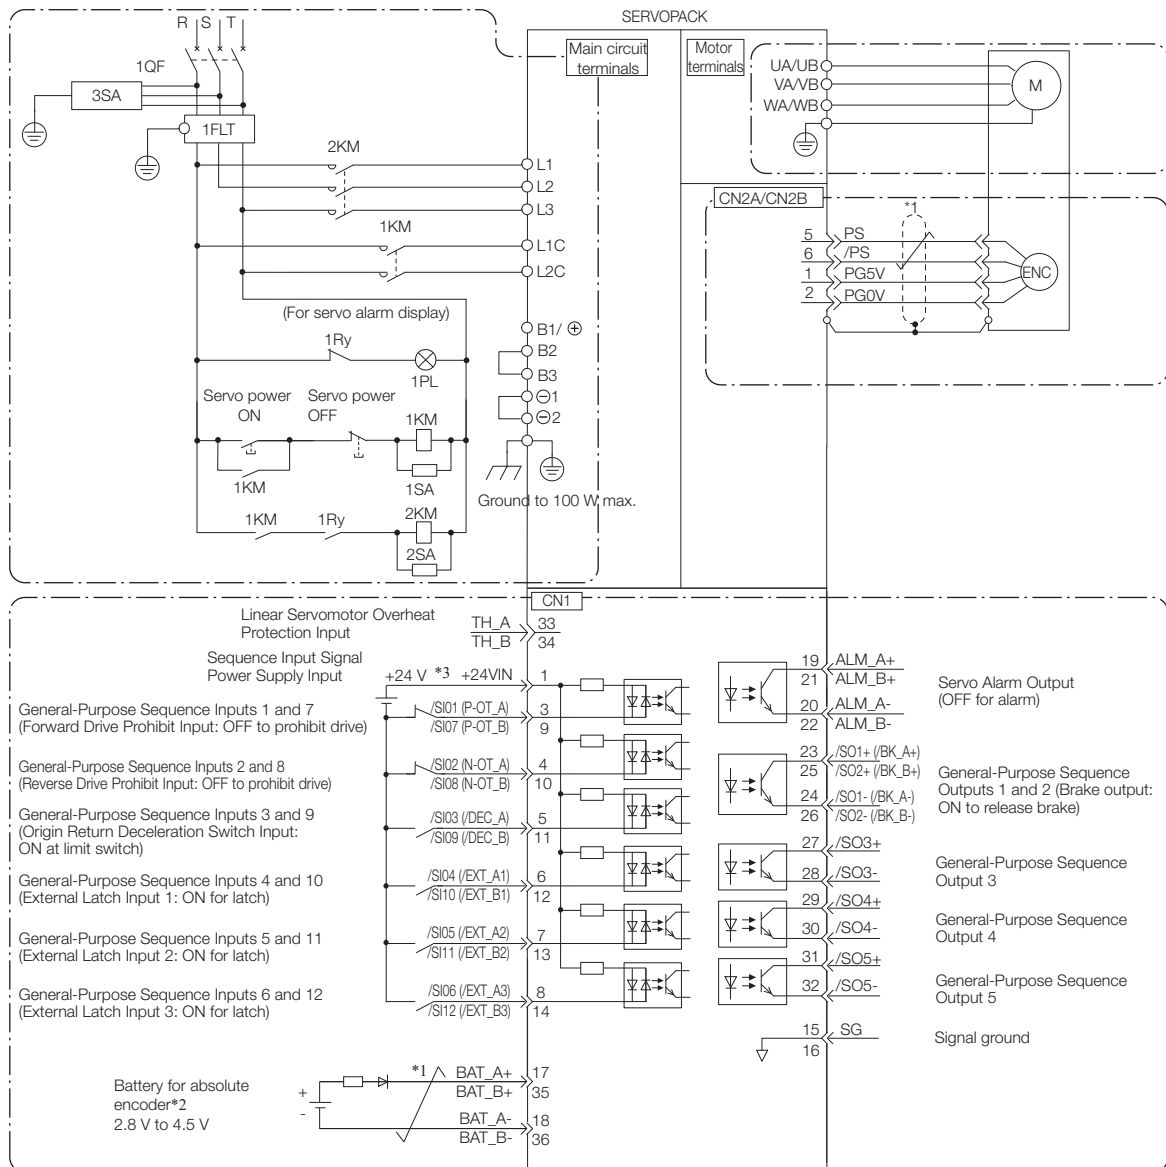 SERVOPACK
R S T
Main circuit
terminals
Motor
terminals
1QF
3SA
1FLT
2KM
L1
L2
L3
1KM
L1C
L2C
UA/UB
VA/VB
WA/WB
M
CN2A/CN2B
*1
5 PS
6 /PS
1 PG5V
2 PG0V
ENC
(For servo alarm display)
1Ry
1PL
B1/ ⊕
B2
B3
⊖1
⊖2
Servo power
ON
Servo power
OFF
1KM
1KM
1SA
Ground to 100 W max.
1KM
1Ry
2KM
2SA
CN1
Linear Servomotor Overheat
Protection Input
TH_A 33
TH_B 34
Sequence Input Signal
Power Supply Input
+24 V *3 +24VIN 1
General-Purpose Sequence Inputs 1 and 7
(Forward Drive Prohibit Input: OFF to prohibit drive)
/SI01 (P-OT_A) 3
/SI07 (P-OT_B) 9
General-Purpose Sequence Inputs 2 and 8
(Reverse Drive Prohibit Input: OFF to prohibit drive)
/SI02 (N-OT_A) 4
/SI08 (N-OT_B) 10
General-Purpose Sequence Inputs 3 and 9
(Origin Return Deceleration Switch Input:
ON at limit switch)
/SI03 (/DEC_A) 5
/SI09 (/DEC_B) 11
General-Purpose Sequence Inputs 4 and 10
(External Latch Input 1: ON for latch)
/SI04 (/EXT_A1) 6
/SI10 (/EXT_B1) 12
General-Purpose Sequence Inputs 5 and 11
(External Latch Input 2: ON for latch)
/SI05 (/EXT_A2) 7
/SI11 (/EXT_B2) 13
General-Purpose Sequence Inputs 6 and 12
(External Latch Input 3: ON for latch)
/SI06 (/EXT_A3) 8
/SI12 (/EXT_B3) 14
19 ALM_A+
21 ALM_B+
20 ALM_A-
22 ALM_B-
Servo Alarm Output
(OFF for alarm)
23 /SO1+ (/BK_A+)
25 /SO2+ (/BK_B+)
24 /SO1- (/BK_A-)
26 /SO2- (/BK_B-)
General-Purpose Sequence
Outputs 1 and 2 (Brake output:
ON to release brake)
27 /SO3+
28 /SO3-
General-Purpose Sequence
Output 3
29 /SO4+
30 /SO4-
General-Purpose Sequence
Output 4
31 /SO5+
32 /SO5-
General-Purpose Sequence
Output 5
15 SG
16
Signal ground
Battery for absolute
encoder*2
2.8 V to 4.5 V
+
-
*1
BAT_A+ 17
BAT_B+ 35
BAT_A- 18
BAT_B- 36